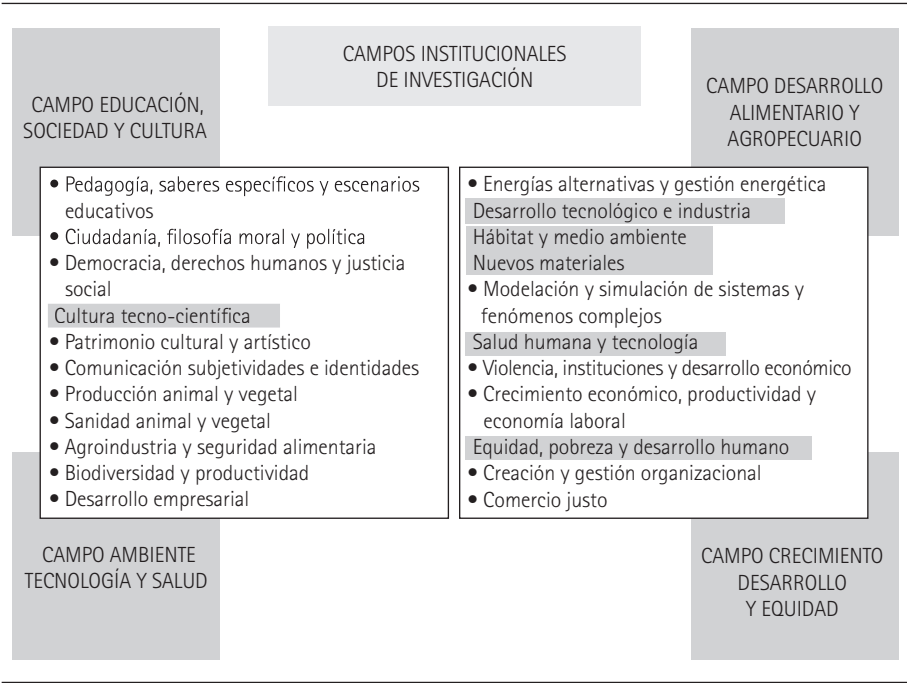 CAMPOS INSTITUCIONALES
DE INVESTIGACIÓN
CAMPO EDUCACIÓN,
SOCIEDAD Y CULTURA
CAMPO DESARROLLO
ALIMENTARIO Y
AGROPECUARIO
• Pedagogía, saberes específicos y escenarios
educativos
• Ciudadanía, filosofía moral y política
• Democracia, derechos humanos y justicia
social
Cultura tecno-científica
• Patrimonio cultural y artístico
• Comunicación subjetividades e identidades
• Producción animal y vegetal
• Sanidad animal y vegetal
• Agroindustria y seguridad alimentaria
• Biodiversidad y productividad
• Desarrollo empresarial
• Energías alternativas y gestión energética
Desarrollo tecnológico e industria
Hábitat y medio ambiente
Nuevos materiales
• Modelación y simulación de sistemas y
fenómenos complejos
Salud humana y tecnología
• Violencia, instituciones y desarrollo económico
• Crecimiento económico, productividad y
economía laboral
Equidad, pobreza y desarrollo humano
• Creación y gestión organizacional
• Comercio justo
CAMPO AMBIENTE
TECNOLOGÍA Y SALUD
CAMPO CRECIMIENTO
DESARROLLO
Y EQUIDAD